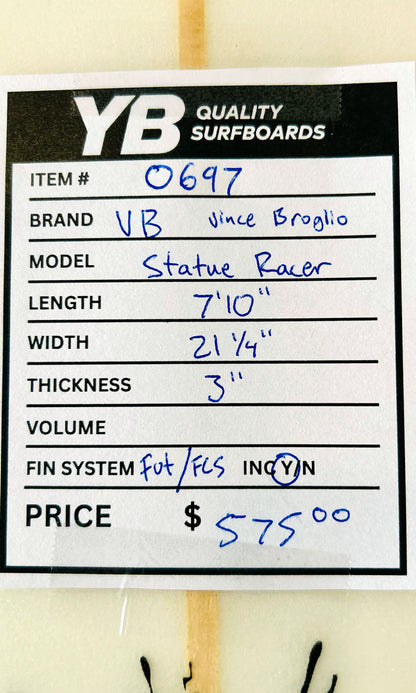 YB QUALITY
SURFBOARDS
ITEM # 0697
BRAND VB Vince Broglio
MODEL Statue Racer
LENGTH 7'10"
WIDTH 21 1/4"
THICKNESS 3"
VOLUME
FIN SYSTEM Fut/FCS INC Y/N
PRICE $ 575.00